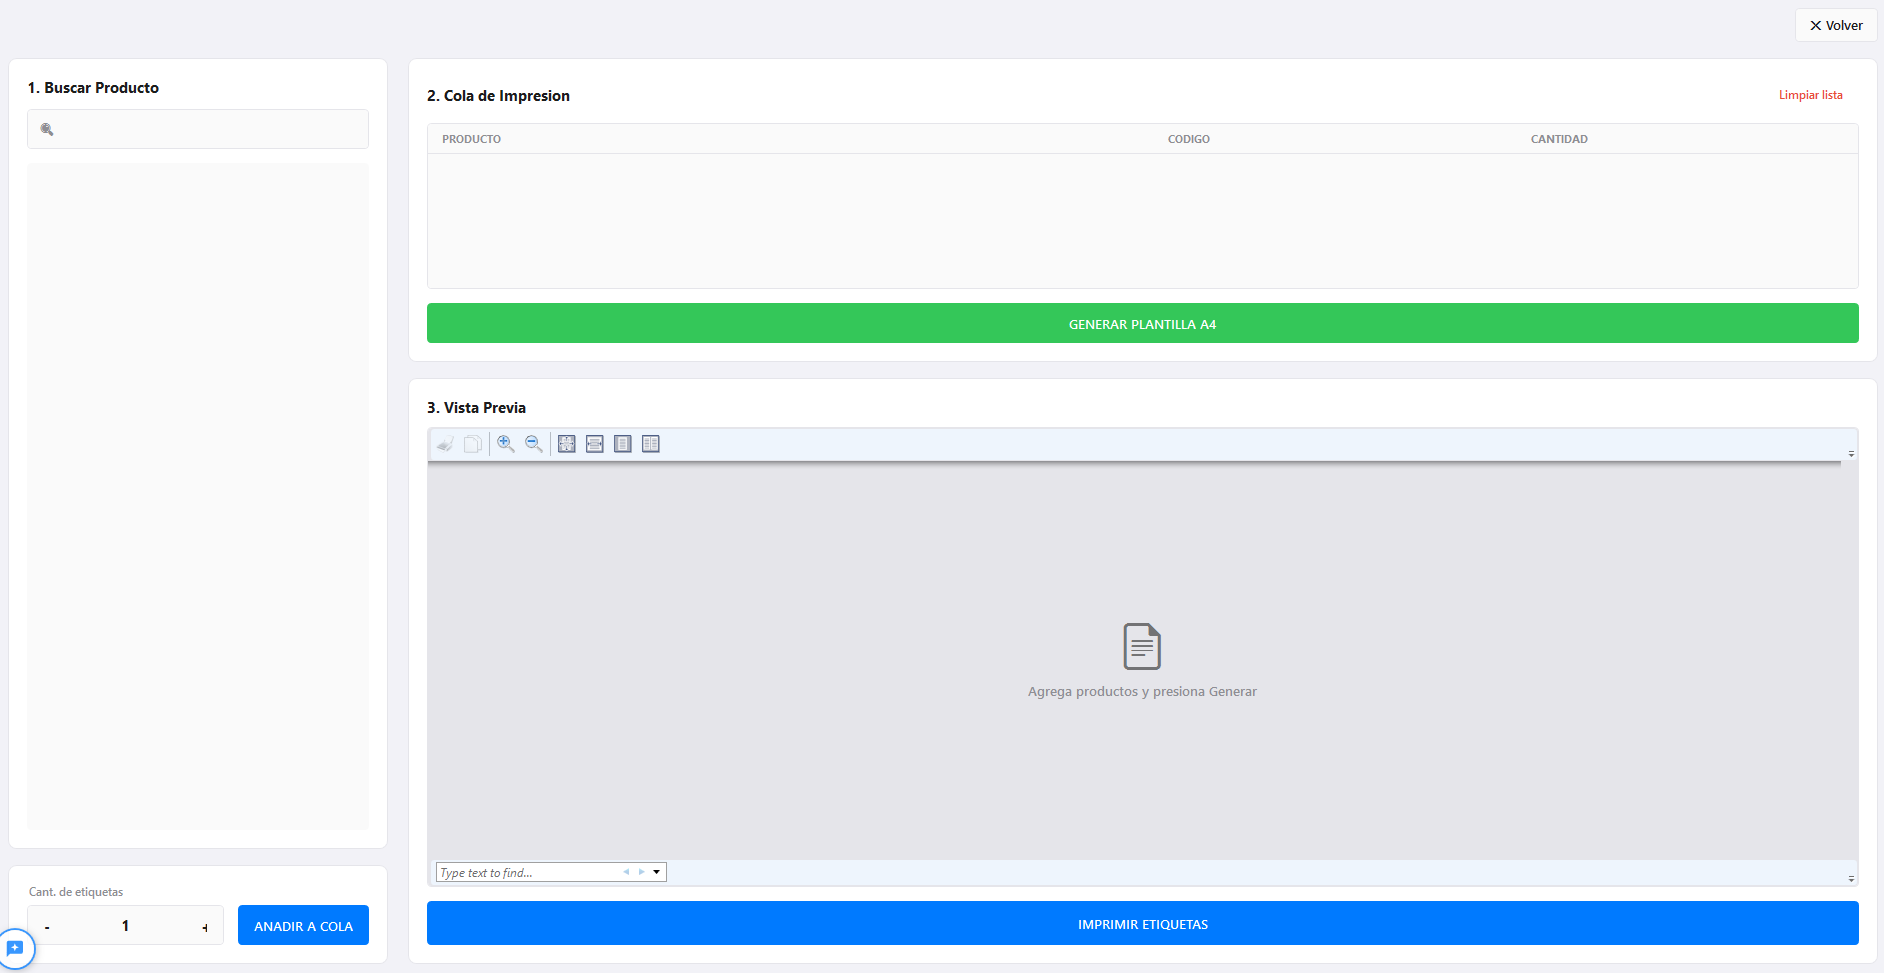 Volver
1. Buscar Producto
2. Cola de Impresion
Limpiar lista
PRODUCTO CODIGO CANTIDAD
GENERAR PLANTILLA A4
3. Vista Previa
Agrega productos y presiona Generar
Type text to find...
Cant. de etiquetas
- 1 +
ANADIR A COLA
IMPRIMIR ETIQUETAS